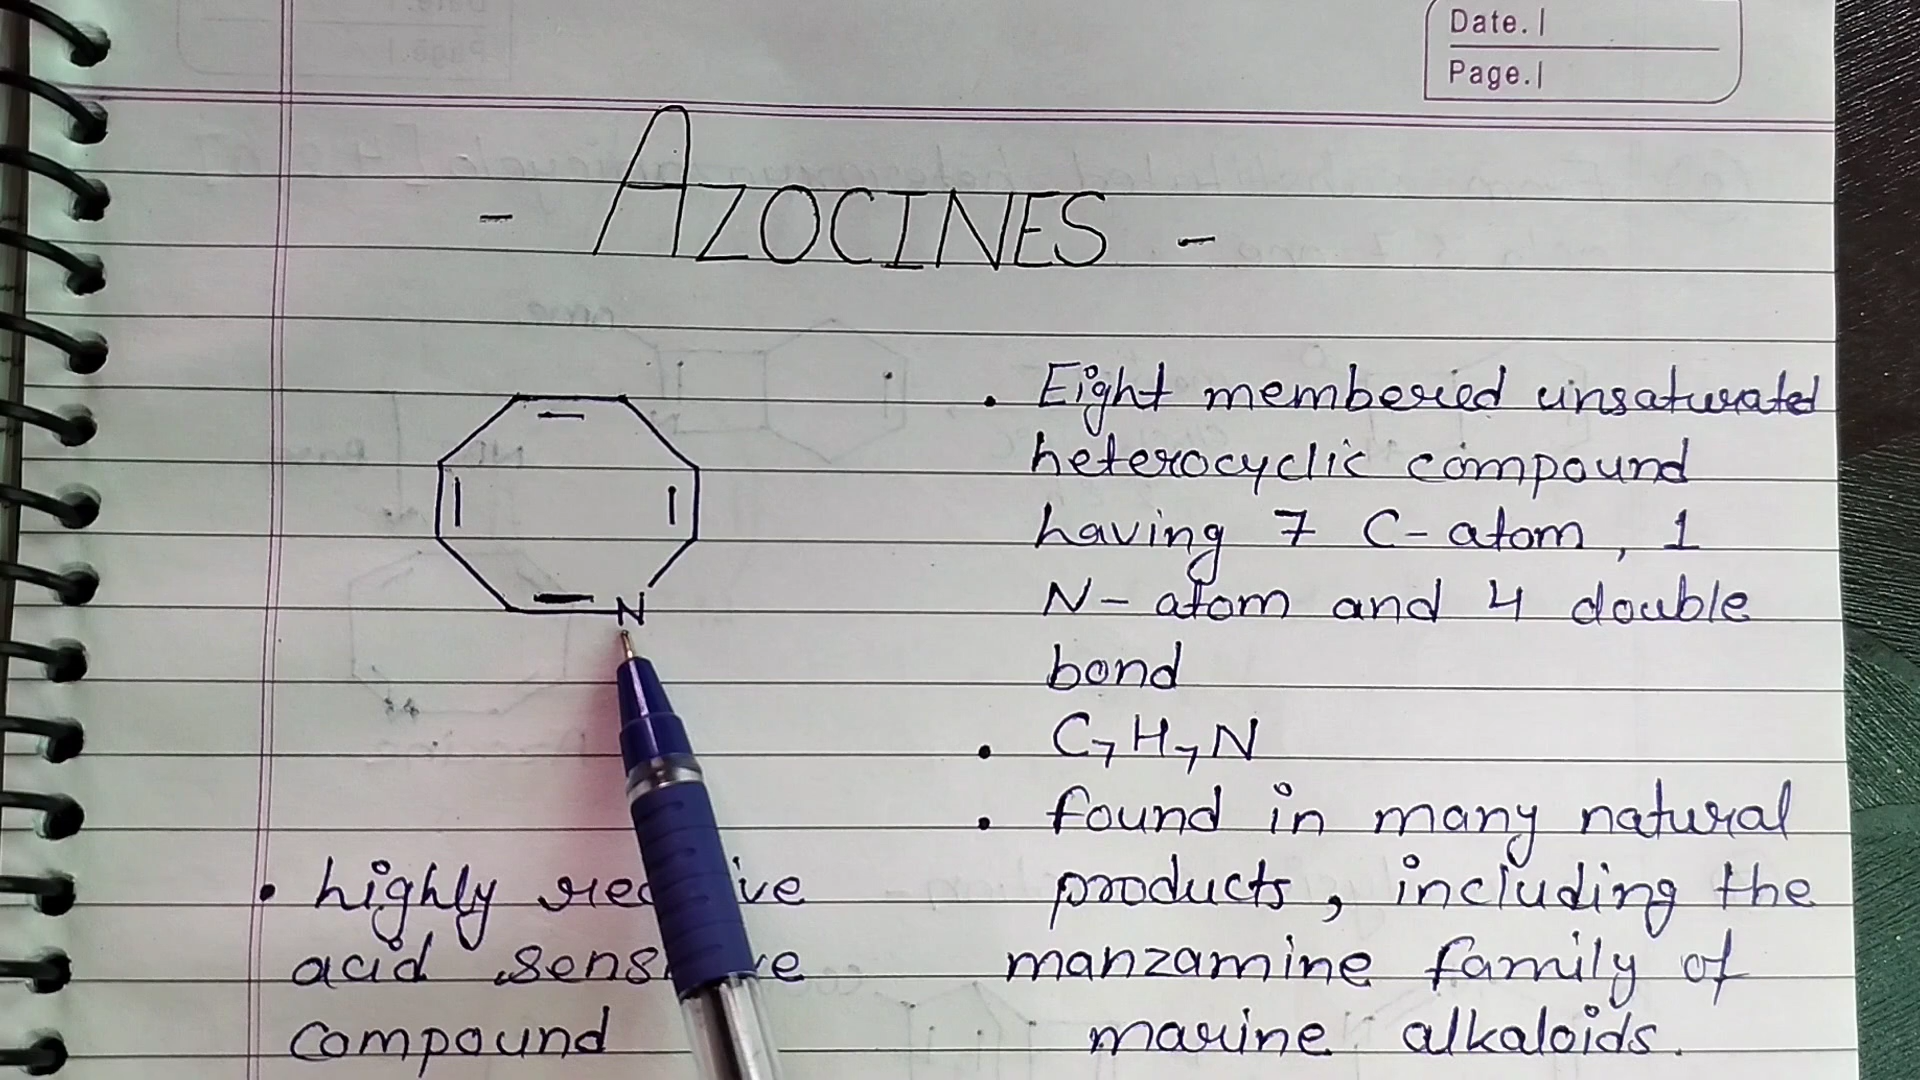 Date.|
Page.|
- AZOCINES -
• Eight membered unsaturated
heterocyclic compound
having 7 C-atom, 1
N-atom and 4 double
bond
• C₇H₇N
• found in many natural
products, including the
manzamine family of
marine alkaloids.
N
• highly
acid
compound